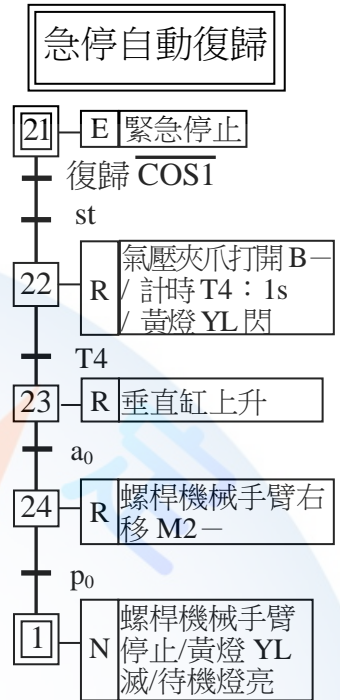 急停自動復歸
21 E 緊急停止
復歸 COS1
st
22 R 氣壓夾爪打開 B－
/ 計時 T4：1s
/ 黃燈 YL 閃
T4
23 R 垂直缸上升
a₀
24 R 螺桿機械手臂右
移 M2－
p₀
1 N 螺桿機械手臂
停止/黃燈 YL
滅/待機燈亮